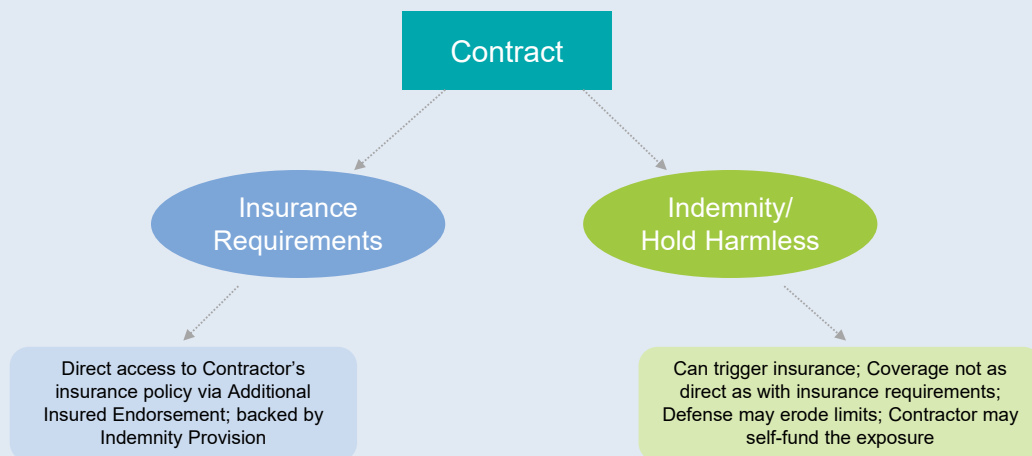 Contract
Insurance
Requirements
Indemnity/
Hold Harmless
Direct access to Contractor’s
insurance policy via Additional
Insured Endorsement; backed by
Indemnity Provision
Can trigger insurance; Coverage not as
direct as with insurance requirements;
Defense may erode limits; Contractor may
self-fund the exposure